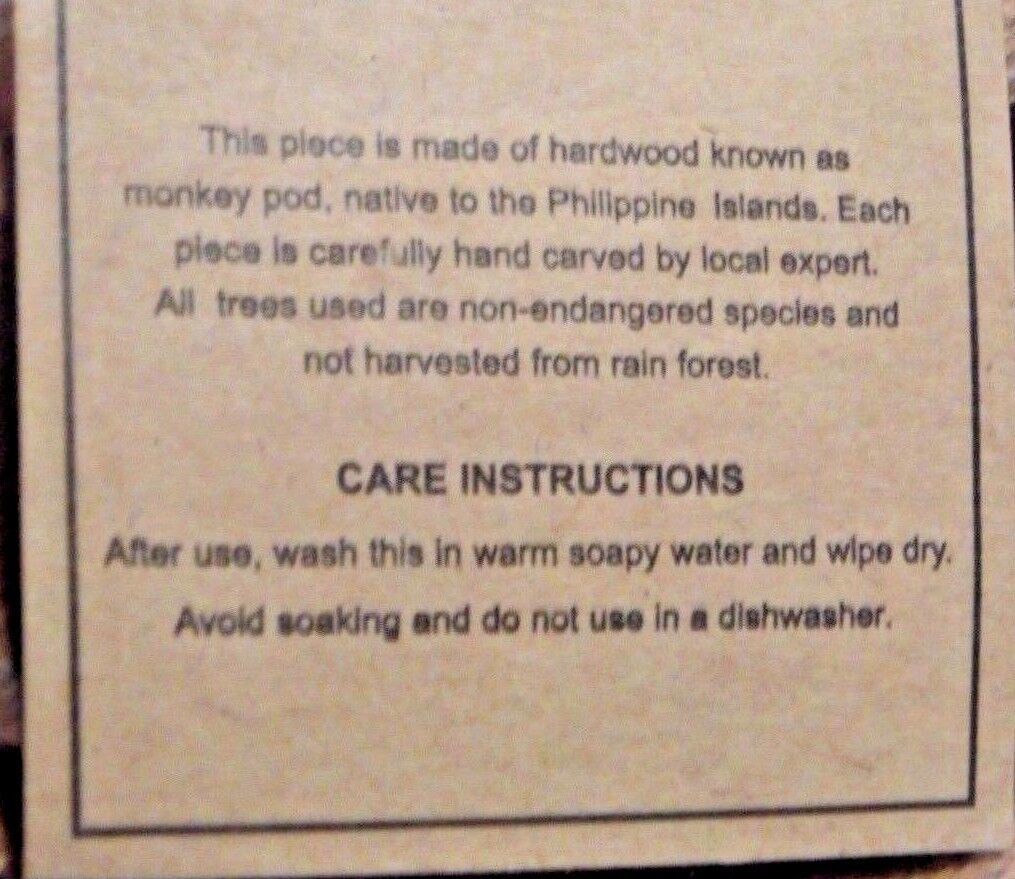 This piece is made of hardwood known as
monkey pod, native to the Philippine Islands. Each
piece is carefully hand carved by local expert.
All trees used are non-endangered species and
not harvested from rain forest.
CARE INSTRUCTIONS
After use, wash this in warm soapy water and wipe dry.
Avoid soaking and do not use in a dishwasher.